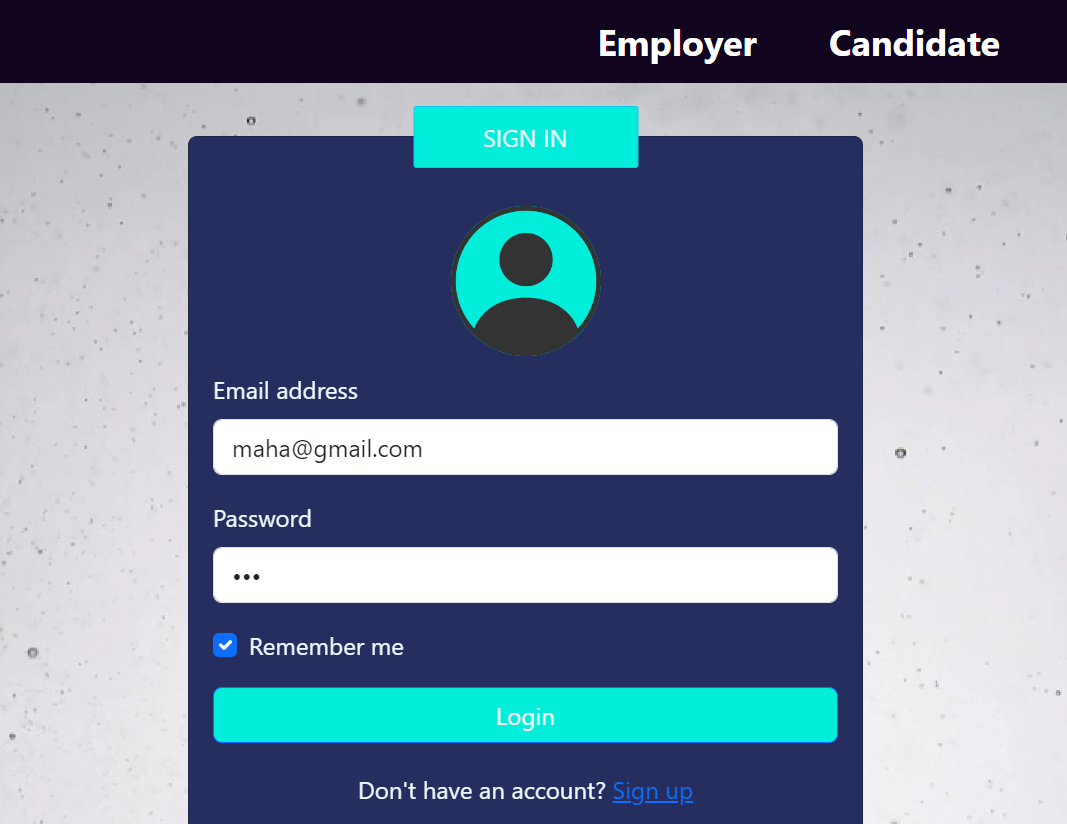 Employer Candidate
SIGN IN
Email address
maha@gmail.com
Password
•••
Remember me
Login
Don't have an account? Sign up